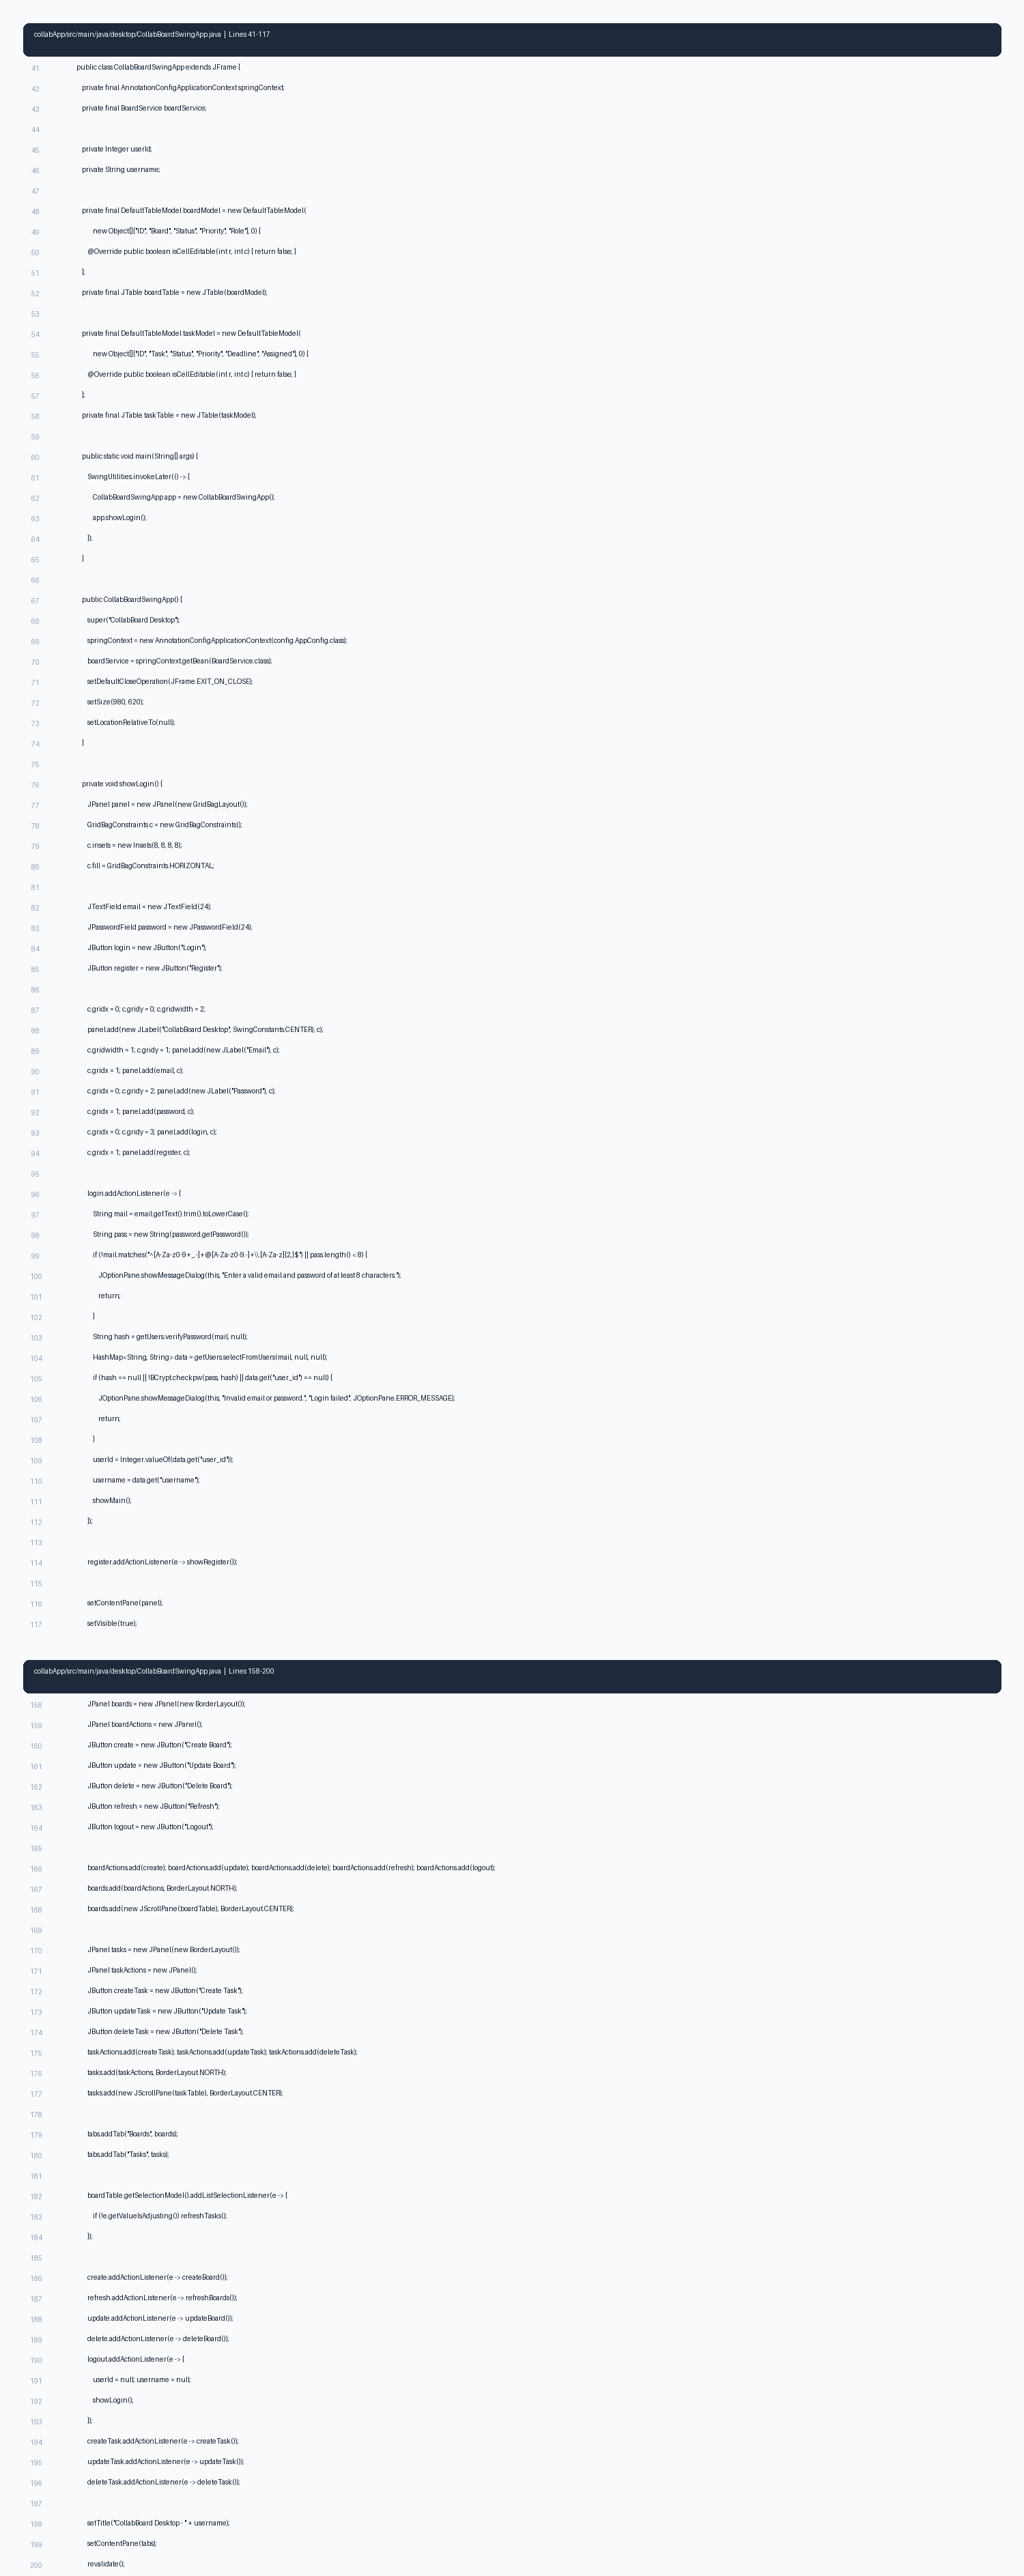 collabApp/src/main/java/desktop/CollabBoardSwingApp.java | Lines 41-117
41 public class CollabBoardSwingApp extends JFrame {
42 private final AnnotationConfigApplicationContext springContext;
43 private final BoardService boardService;
44
45 private Integer userId;
46 private String username;
47
48 private final DefaultTableModel boardModel = new DefaultTableModel(
49 new Object[]{"ID", "Board", "Status", "Priority", "Role"}, 0) {
50 @Override public boolean isCellEditable(int r, int c) { return false; }
51 };
52 private final JTable boardTable = new JTable(boardModel);
53
54 private final DefaultTableModel taskModel = new DefaultTableModel(
55 new Object[]{"ID", "Task", "Status", "Priority", "Deadline", "Assigned"}, 0) {
56 @Override public boolean isCellEditable(int r, int c) { return false; }
57 };
58 private final JTable taskTable = new JTable(taskModel);
59
60 public static void main(String[] args) {
61 SwingUtilities.invokeLater(() -> {
62 CollabBoardSwingApp app = new CollabBoardSwingApp();
63 app.showLogin();
64 });
65 }
66
67 public CollabBoardSwingApp() {
68 super("CollabBoard Desktop");
69 springContext = new AnnotationConfigApplicationContext(config.AppConfig.class);
70 boardService = springContext.getBean(BoardService.class);
71 setDefaultCloseOperation(JFrame.EXIT_ON_CLOSE);
72 setSize(980, 620);
73 setLocationRelativeTo(null);
74 }
75
76 private void showLogin() {
77 JPanel panel = new JPanel(new GridBagLayout());
78 GridBagConstraints c = new GridBagConstraints();
79 c.insets = new Insets(8, 8, 8, 8);
80 c.fill = GridBagConstraints.HORIZONTAL;
81
82 JTextField email = new JTextField(24);
83 JPasswordField password = new JPasswordField(24);
84 JButton login = new JButton("Login");
85 JButton register = new JButton("Register");
86
87 c.gridx = 0; c.gridy = 0; c.gridwidth = 2;
88 panel.add(new JLabel("CollabBoard Desktop", SwingConstants.CENTER), c);
89 c.gridwidth = 1; c.gridy = 1; panel.add(new JLabel("Email"), c);
90 c.gridx = 1; panel.add(email, c);
91 c.gridx = 0; c.gridy = 2; panel.add(new JLabel("Password"), c);
92 c.gridx = 1; panel.add(password, c);
93 c.gridx = 0; c.gridy = 3; panel.add(login, c);
94 c.gridx = 1; panel.add(register, c);
95
96 login.addActionListener(e -> {
97 String mail = email.getText().trim().toLowerCase();
98 String pass = new String(password.getPassword());
99 if (!mail.matches("^[A-Za-z0-9+_.-]+@[A-Za-z0-9.-]+\\.[A-Za-z]{2,}$") || pass.length() < 8) {
100 JOptionPane.showMessageDialog(this, "Enter a valid email and password of at least 8 characters.");
101 return;
102 }
103 String hash = getUsers.verifyPassword(mail, null);
104 HashMap<String, String> data = getUsers.selectFromUsers(mail, null, null);
105 if (hash == null || !BCrypt.checkpw(pass, hash) || data.get("user_id") == null) {
106 JOptionPane.showMessageDialog(this, "Invalid email or password.", "Login failed", JOptionPane.ERROR_MESSAGE);
107 return;
108 }
109 userId = Integer.valueOf(data.get("user_id"));
110 username = data.get("username");
111 showMain();
112 });
113
114 register.addActionListener(e -> showRegister());
115
116 setContentPane(panel);
117 setVisible(true);
collabApp/src/main/java/desktop/CollabBoardSwingApp.java | Lines 158-200
158 JPanel boards = new JPanel(new BorderLayout());
159 JPanel boardActions = new JPanel();
160 JButton create = new JButton("Create Board");
161 JButton update = new JButton("Update Board");
162 JButton delete = new JButton("Delete Board");
163 JButton refresh = new JButton("Refresh");
164 JButton logout = new JButton("Logout");
165
166 boardActions.add(create); boardActions.add(update); boardActions.add(delete); boardActions.add(refresh); boardActions.add(logout);
167 boards.add(boardActions, BorderLayout.NORTH);
168 boards.add(new JScrollPane(boardTable), BorderLayout.CENTER);
169
170 JPanel tasks = new JPanel(new BorderLayout());
171 JPanel taskActions = new JPanel();
172 JButton createTask = new JButton("Create Task");
173 JButton updateTask = new JButton("Update Task");
174 JButton deleteTask = new JButton("Delete Task");
175 taskActions.add(createTask); taskActions.add(updateTask); taskActions.add(deleteTask);
176 tasks.add(taskActions, BorderLayout.NORTH);
177 tasks.add(new JScrollPane(taskTable), BorderLayout.CENTER);
178
179 tabs.addTab("Boards", boards);
180 tabs.addTab("Tasks", tasks);
181
182 boardTable.getSelectionModel().addListSelectionListener(e -> {
183 if (!e.getValueIsAdjusting()) refreshTasks();
184 });
185
186 create.addActionListener(e -> createBoard());
187 refresh.addActionListener(e -> refreshBoards());
188 update.addActionListener(e -> updateBoard());
189 delete.addActionListener(e -> deleteBoard());
190 logout.addActionListener(e -> {
191 userId = null; username = null;
192 showLogin();
193 });
194 createTask.addActionListener(e -> createTask());
195 updateTask.addActionListener(e -> updateTask());
196 deleteTask.addActionListener(e -> deleteTask());
197
198 setTitle("CollabBoard Desktop - " + username);
199 setContentPane(tabs);
200 revalidate();